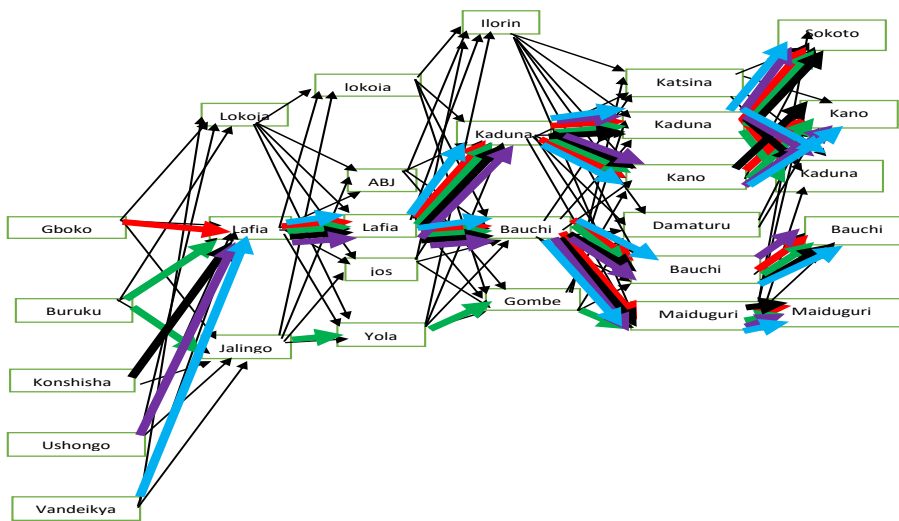 Gboko
Buruku
Konshisha
Ushongo
Vandeikya
Lokoja
Lafia
Jalingo
lokoia
ABJ
Lafia
jos
Yola
Ilorin
Kaduna
Bauchi
Gombe
Katsina
Kaduna
Kano
Damaturu
Bauchi
Maiduguri
Sokoto
Kano
Kaduna
Bauchi
Maiduguri